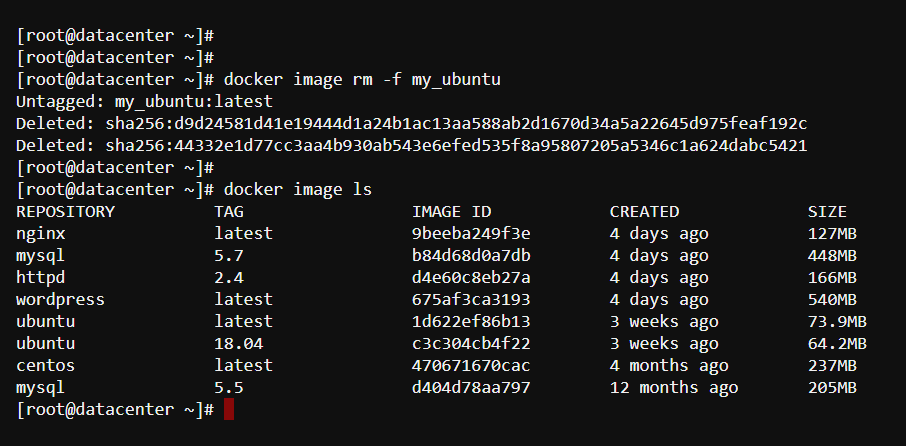 [root@datacenter ~]#
[root@datacenter ~]#
[root@datacenter ~]# docker image rm -f my_ubuntu
Untagged: my_ubuntu:latest
Deleted: sha256:d9d24581d41e19444d1a24b1ac13aa588ab2d1670d34a5a22645d975feaf192c
Deleted: sha256:44332e1d77cc3aa4b930ab543e6efed535f8a95807205a5346c1a624dabc5421
[root@datacenter ~]#
[root@datacenter ~]# docker image ls
REPOSITORY          TAG                 IMAGE ID            CREATED             SIZE
nginx               latest              9beeba249f3e        4 days ago          127MB
mysql               5.7                 b84d68d0a7db        4 days ago          448MB
httpd               2.4                 d4e60c8eb27a        4 days ago          166MB
wordpress           latest              675af3ca3193        4 days ago          540MB
ubuntu              latest              1d622ef86b13        3 weeks ago         73.9MB
ubuntu              18.04               c3c304cb4f22        3 weeks ago         64.2MB
centos              latest              470671670cac        4 months ago        237MB
mysql               5.5                 d404d78aa797        12 months ago       205MB
[root@datacenter ~]#